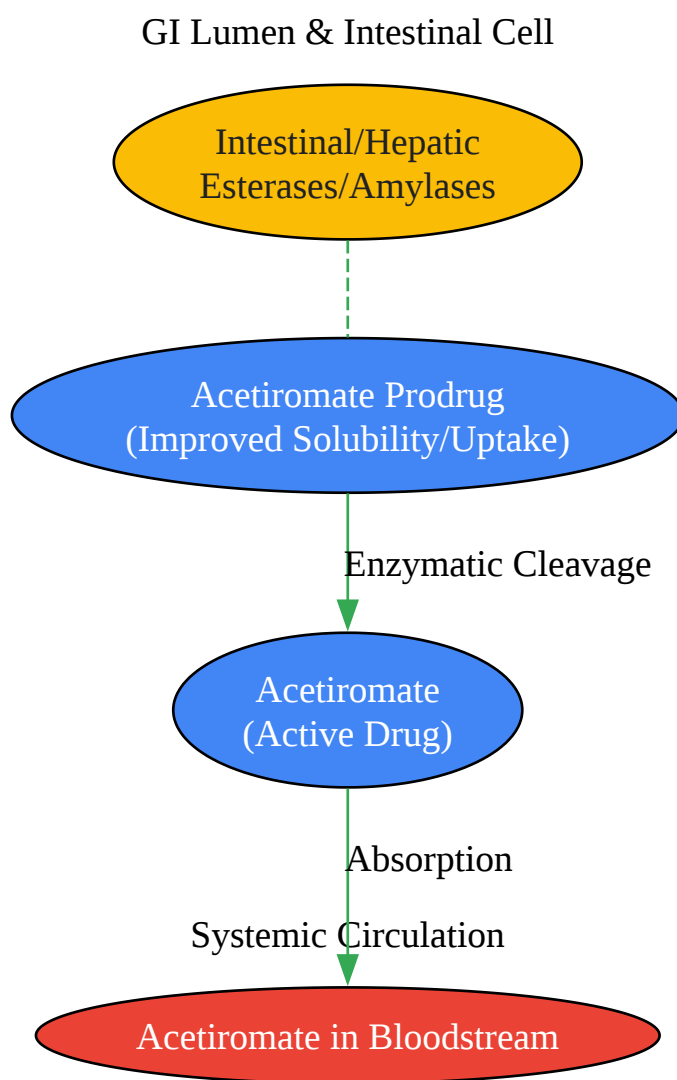 GI Lumen & Intestinal Cell
Intestinal/Hepatic
Esterases/Amylases
Acetiromate Prodrug
(Improved Solubility/Uptake)
Enzymatic Cleavage
Acetiromate
(Active Drug)
Absorption
Systemic Circulation
Acetiromate in Bloodstream